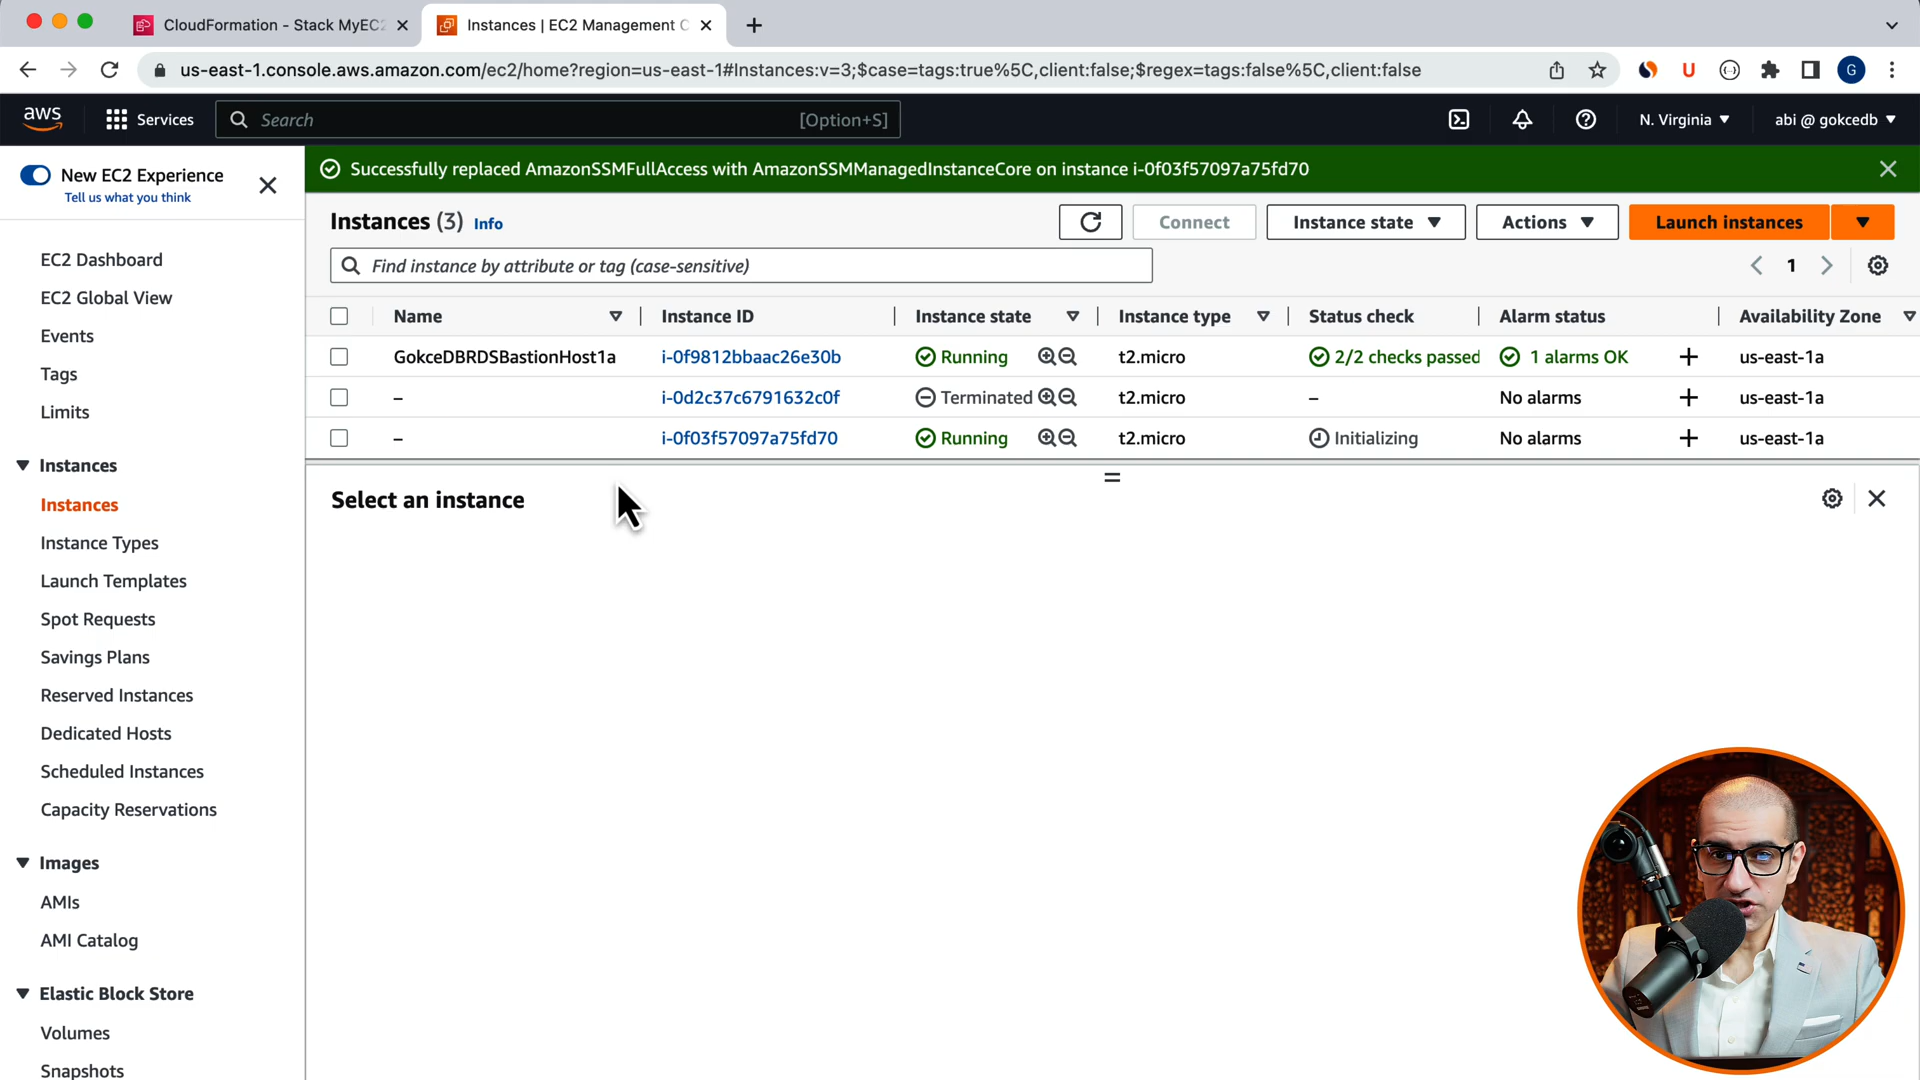 CloudFormation - Stack MyEC2
Instances | EC2 Management C
us-east-1.console.aws.amazon.com/ec2/home?region=us-east-1#Instances:v=3;$case=tags:true%5C,client:false;$regex=tags:false%5C,client:false
G
aws
Services
Search
[Option+S]
N. Virginia
abi @ gokcedb
New EC2 Experience
Tell us what you think
Successfully replaced AmazonSSMFullAccess with AmazonSSMManagedInstanceCore on instance i-0f03f57097a75fd70
Instances (3) Info
Connect
Instance state
Actions
Launch instances
Find instance by attribute or tag (case-sensitive)
1
Name Instance ID Instance state Instance type Status check Alarm status Availability Zone
GokceDBRDSBastionHost1a i-0f9812bbaac26e30b Running t2.micro 2/2 checks passed 1 alarms OK + us-east-1a
– i-0d2c37c6791632c0f Terminated t2.micro – No alarms + us-east-1a
– i-0f03f57097a75fd70 Running t2.micro Initializing No alarms + us-east-1a
Select an instance
EC2 Dashboard
EC2 Global View
Events
Tags
Limits
Instances
Instances
Instance Types
Launch Templates
Spot Requests
Savings Plans
Reserved Instances
Dedicated Hosts
Scheduled Instances
Capacity Reservations
Images
AMIs
AMI Catalog
Elastic Block Store
Volumes
Snapshots